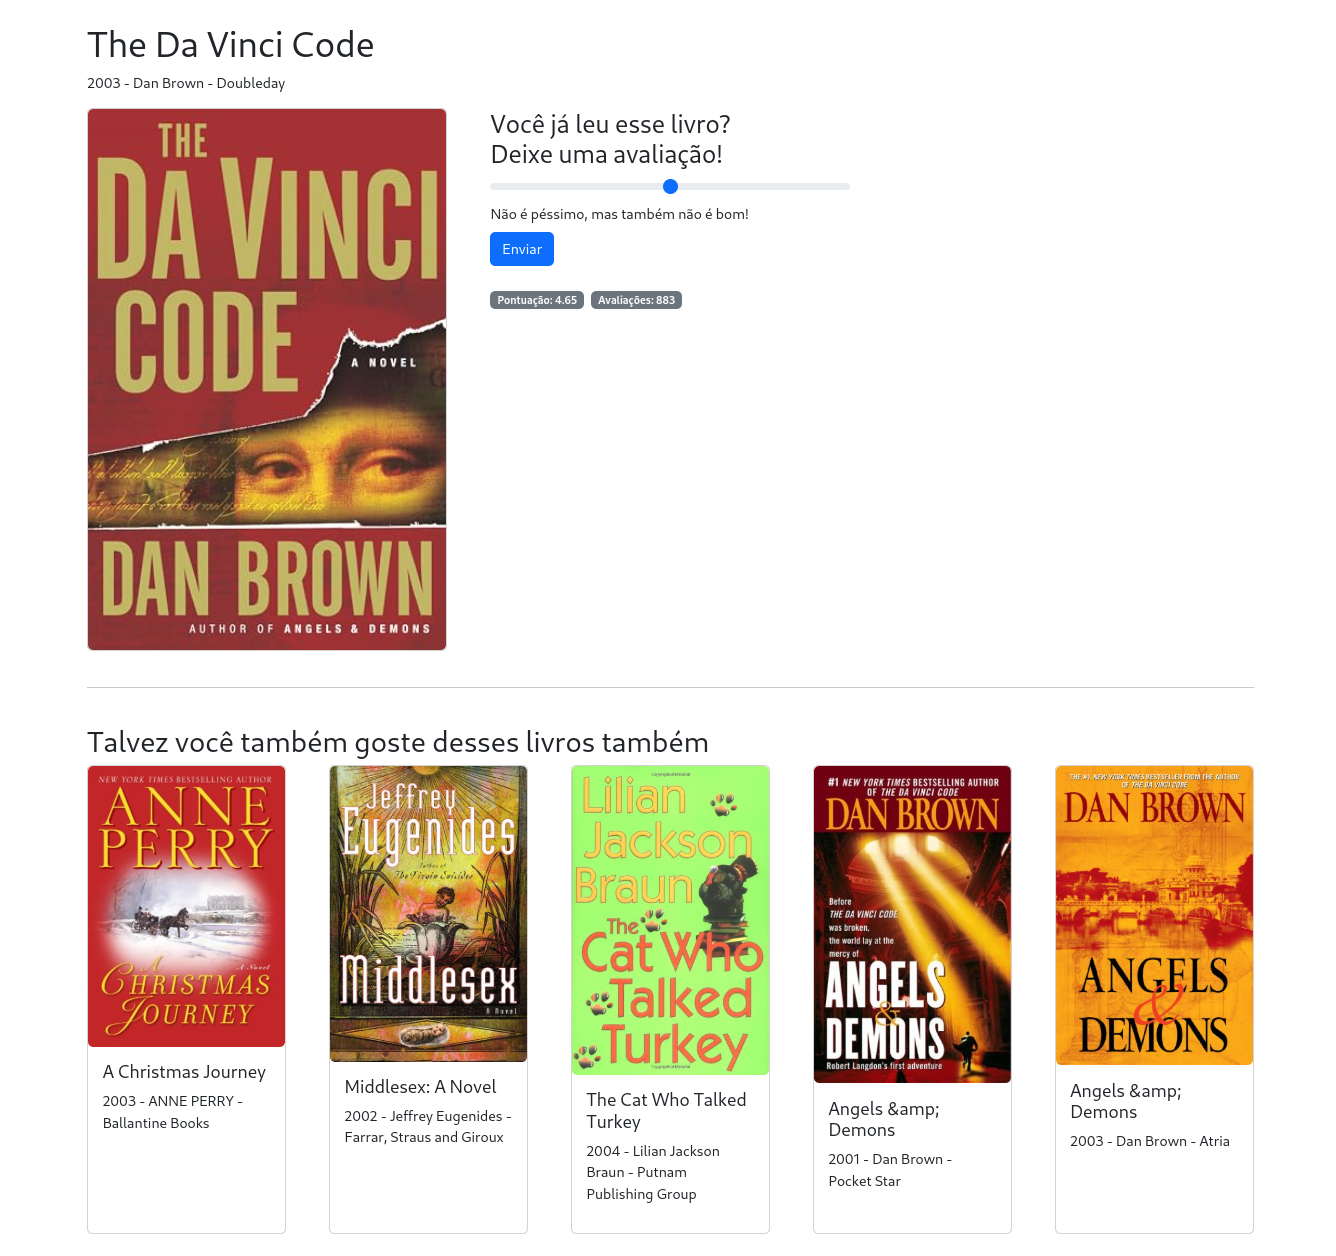 The Da Vinci Code
2003 - Dan Brown - Doubleday
THE
DA VINCI
CODE
A NOVEL
DAN BROWN
AUTHOR OF ANGELS & DEMONS
Você já leu esse livro?
Deixe uma avaliação!
Não é péssimo, mas também não é bom!
Enviar
Pontuação: 4.65 Avaliações: 883
Talvez você também goste desses livros também
NEW YORK TIMES BESTSELLING AUTHOR
ANNE
PERRY
A Novel
A
CHRISTMAS
JOURNEY
A Christmas Journey
2003 - ANNE PERRY -
Ballantine Books
Jeffrey
Eugenides
Author of
The Virgin Suicides
Middlesex
A Novel
Middlesex: A Novel
2002 - Jeffrey Eugenides -
Farrar, Straus and Giroux
Lilian
Jackson
Braun
The
Cat Who
Talked
Turkey
The Cat Who Talked
Turkey
2004 - Lilian Jackson
Braun - Putnam
Publishing Group
#1 NEW YORK TIMES BESTSELLING AUTHOR
OF THE DA VINCI CODE
DAN BROWN
Before
THE DA VINCI CODE
was broken,
the world lay at the
mercy of
ANGELS
&
DEMONS
Robert Langdon's first adventure
Angels &amp;
Demons
2001 - Dan Brown -
Pocket Star
THE #1 NEW YORK TIMES BESTSELLER FROM THE AUTHOR
OF THE DA VINCI CODE
DAN BROWN
ANGELS
&
DEMONS
Angels &amp;
Demons
2003 - Dan Brown - Atria